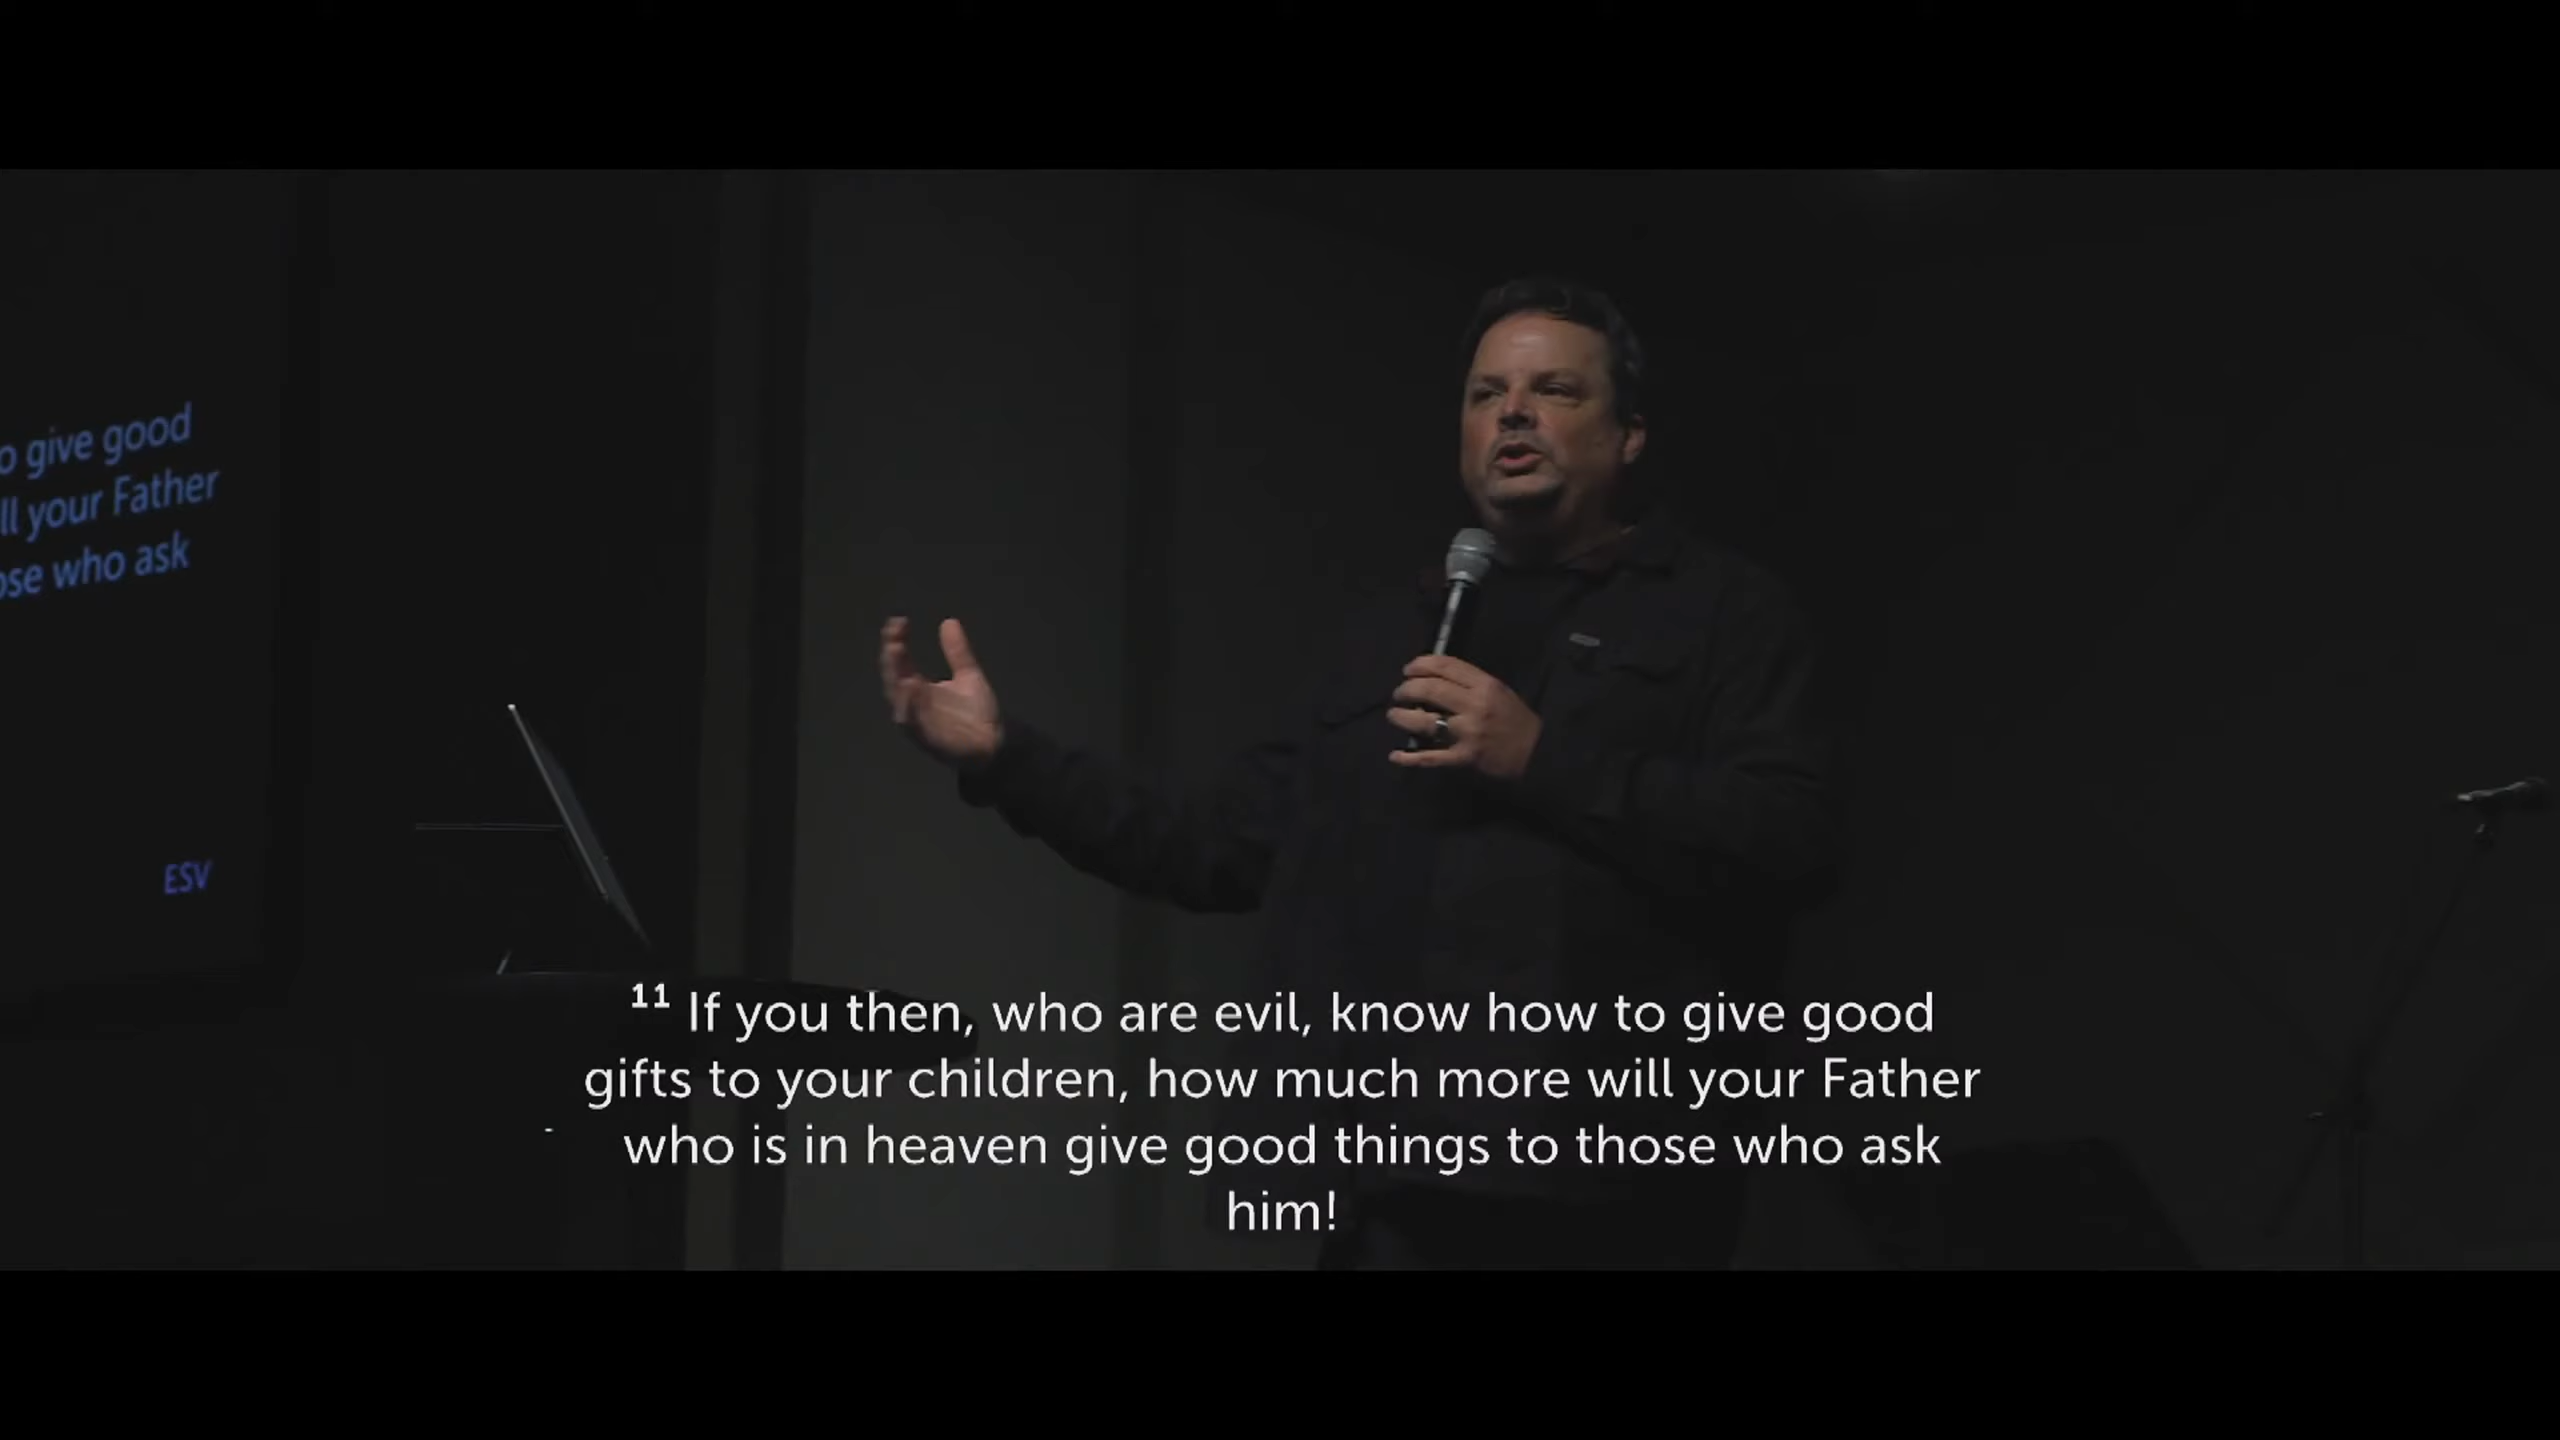 o give good
ll your Father
ose who ask
ESV
¹¹ If you then, who are evil, know how to give good
gifts to your children, how much more will your Father
who is in heaven give good things to those who ask
him!